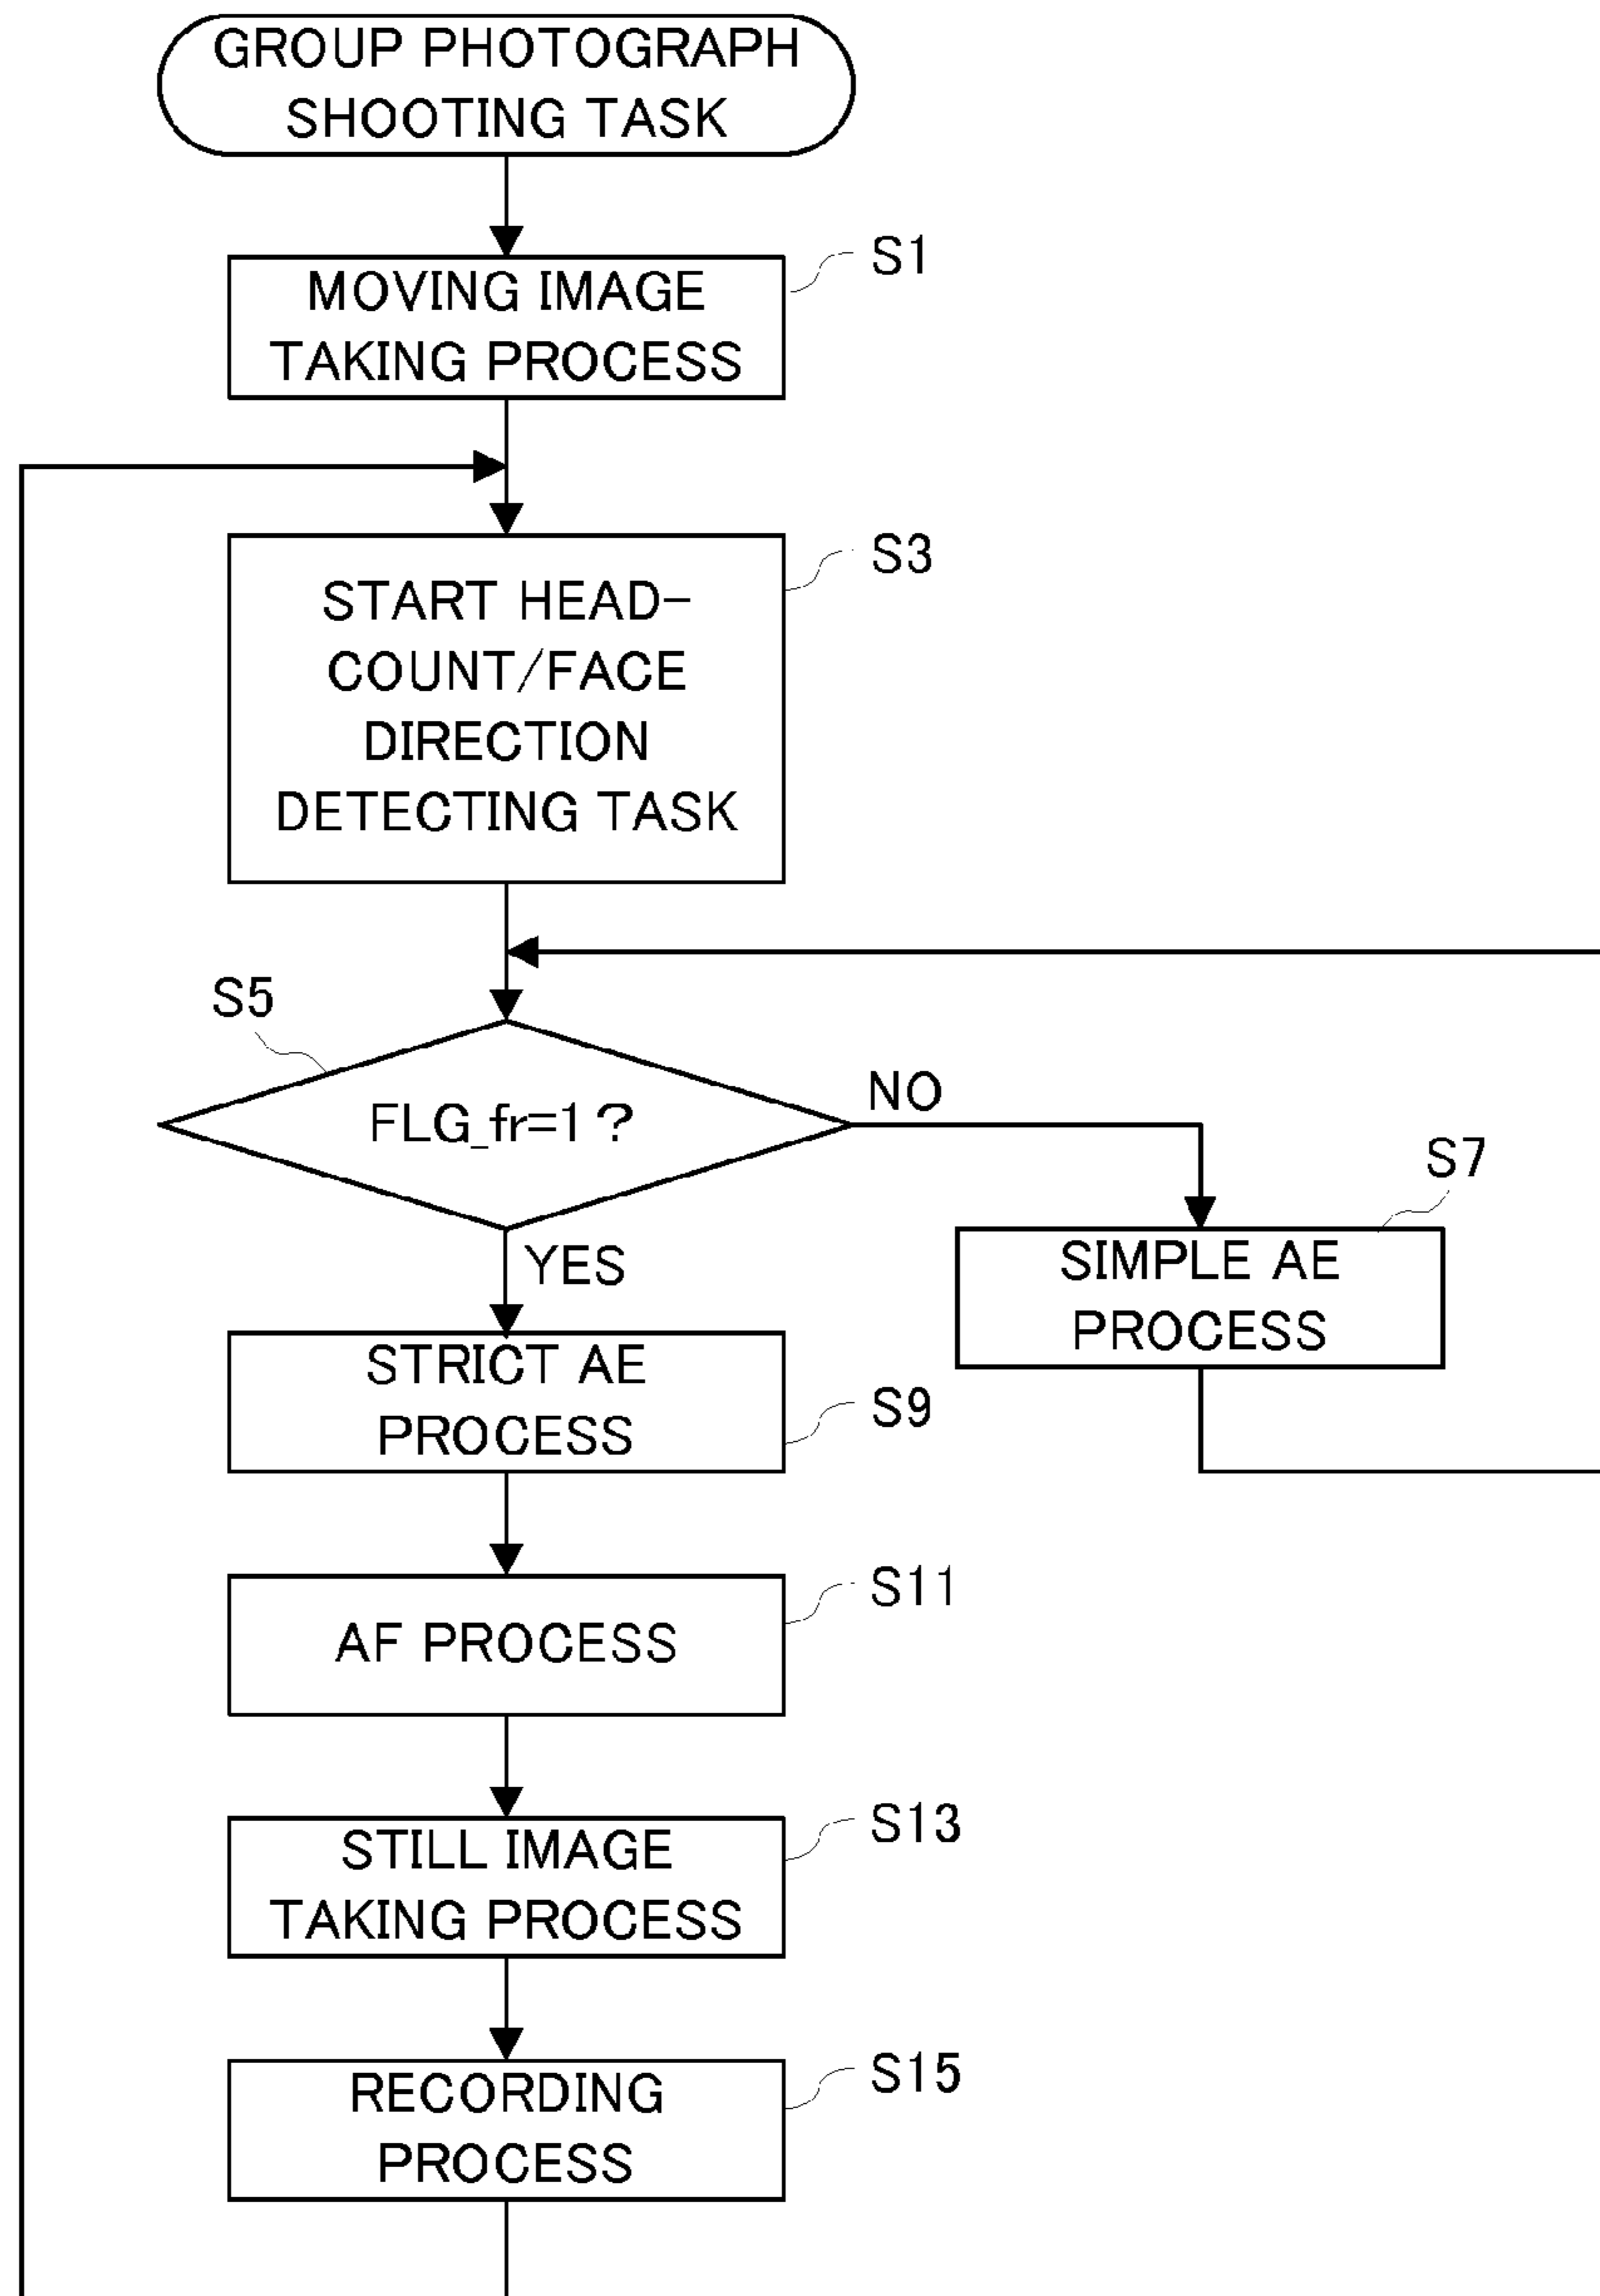 GROUP PHOTOGRAPH
SHOOTING TASK
S1
MOVING IMAGE
TAKING PROCESS
S3
START HEAD-
COUNT/FACE
DIRECTION
DETECTING TASK
S5
FLG_fr=1?
NO
YES
S7
SIMPLE AE
PROCESS
STRICT AE
PROCESS
S9
S11
AF PROCESS
S13
STILL IMAGE
TAKING PROCESS
S15
RECORDING
PROCESS